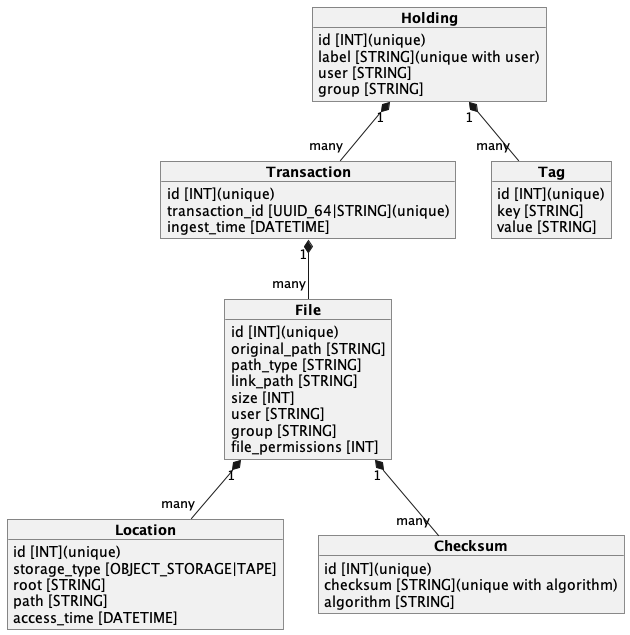 Holding
id [INT](unique)
label [STRING](unique with user)
user [STRING]
group [STRING]
1
1
many
many
Transaction
id [INT](unique)
transaction_id [UUID_64|STRING](unique)
ingest_time [DATETIME]
Tag
id [INT](unique)
key [STRING]
value [STRING]
1
many
File
id [INT](unique)
original_path [STRING]
path_type [STRING]
link_path [STRING]
size [INT]
user [STRING]
group [STRING]
file_permissions [INT]
1
1
many
many
Location
id [INT](unique)
storage_type [OBJECT_STORAGE|TAPE]
root [STRING]
path [STRING]
access_time [DATETIME]
Checksum
id [INT](unique)
checksum [STRING](unique with algorithm)
algorithm [STRING]